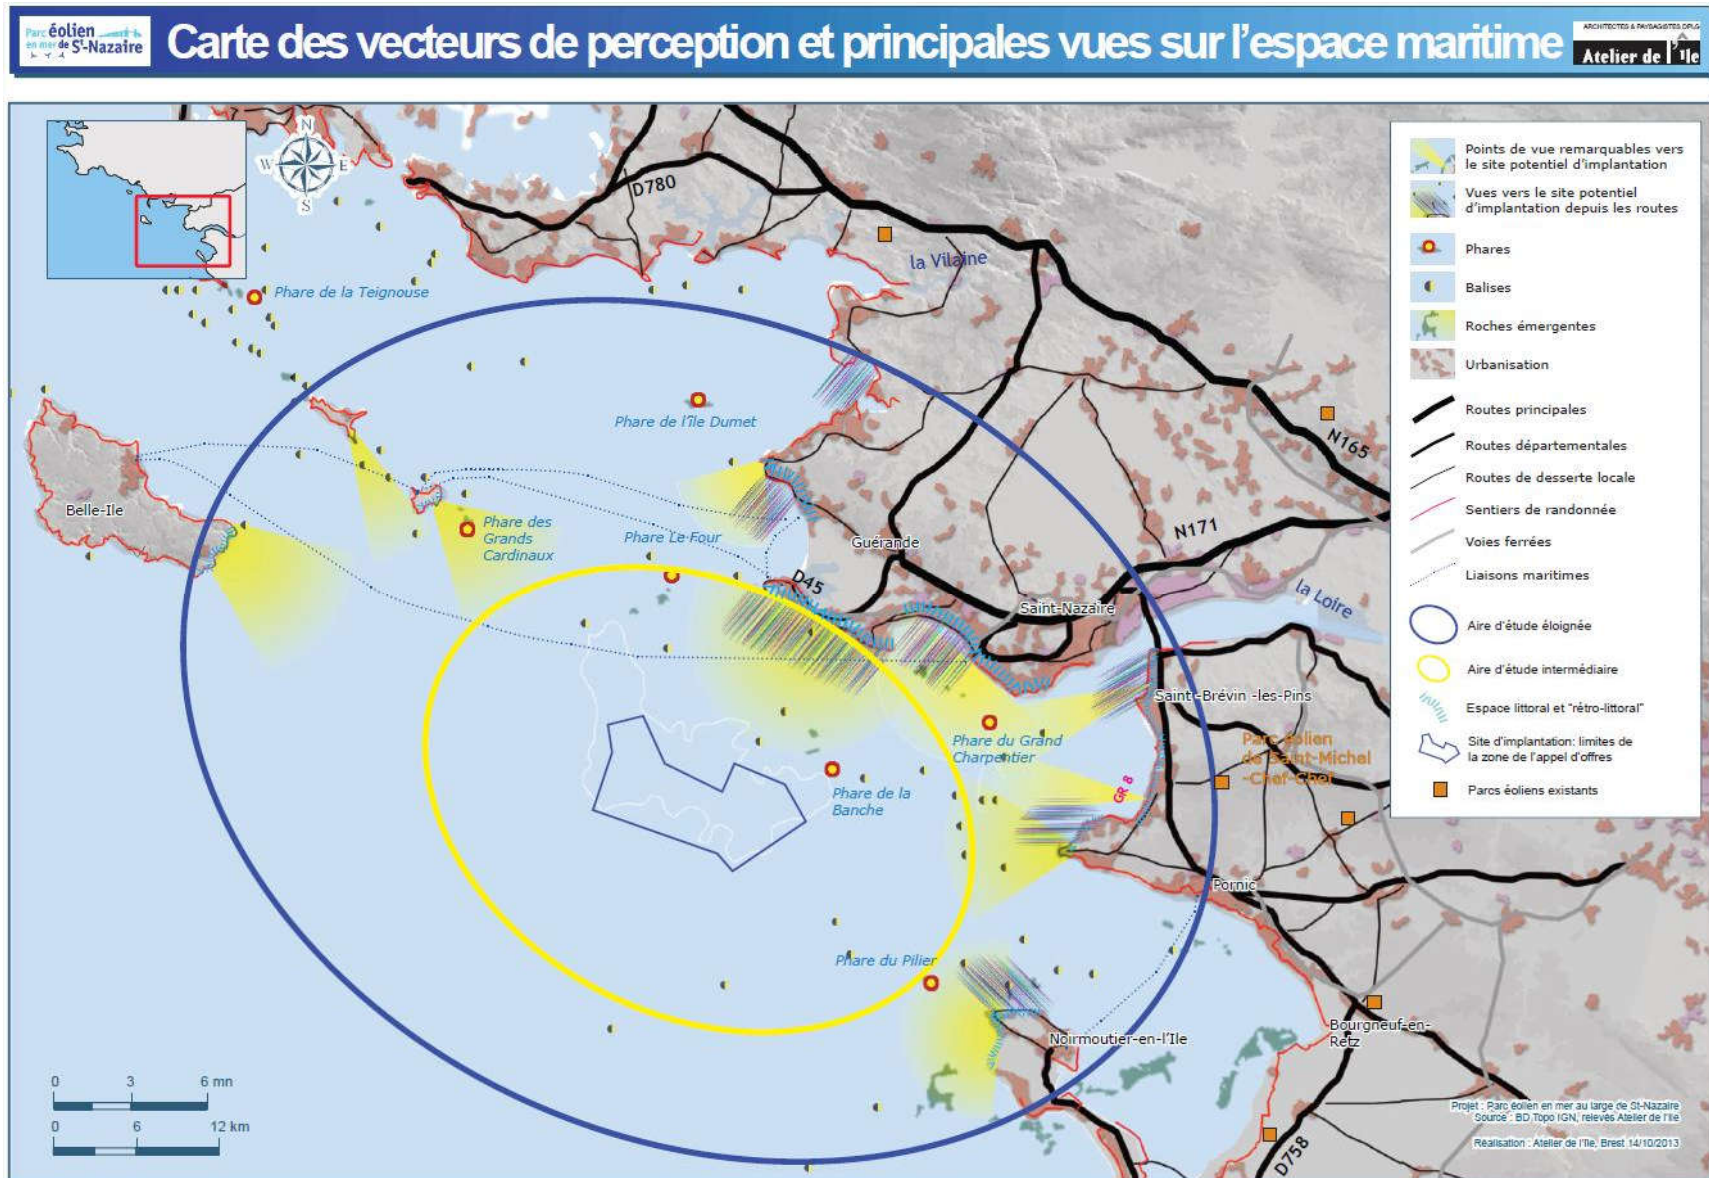 Parc éolien
en mer de St-Nazaire
Carte des vecteurs de perception et principales vues sur l'espace maritime
ARCHITECTES & PAYSAGISTES DPLG
Atelier de l'île
N
W E
S
D780
la Vilaine
Phare de la Teignouse
Phare de l'île Dumet
N165
Belle-Ile
Phare des
Grands
Cardinaux
Phare Le Four
Guérande
N171
D45
Saint-Nazaire
la Loire
Saint-Brévin -les-Pins
Phare du Grand
Charpentier
Parc éolien
de Saint-Michel
-Chef-Chef
GR 8
Phare de la
Banche
Pornic
Phare du Pilier
Noirmoutier-en-l'Ile
Bourgneuf-en-
Retz
D758
0 3 6 mn
0 6 12 km
Points de vue remarquables vers
le site potentiel d'implantation
Vues vers le site potentiel
d'implantation depuis les routes
Phares
Balises
Roches émergentes
Urbanisation
Routes principales
Routes départementales
Routes de desserte locale
Sentiers de randonnée
Voies ferrées
Liaisons maritimes
Aire d'étude éloignée
Aire d'étude intermédiaire
Espace littoral et "rétro-littoral"
Site d'implantation: limites de
la zone de l'appel d'offres
Parcs éoliens existants
Projet : Parc éolien en mer au large de St-Nazaire
Source : BD Topo IGN, relevés Atelier de l'Ile
Réalisation : Atelier de l'Ile, Brest 14/10/2013